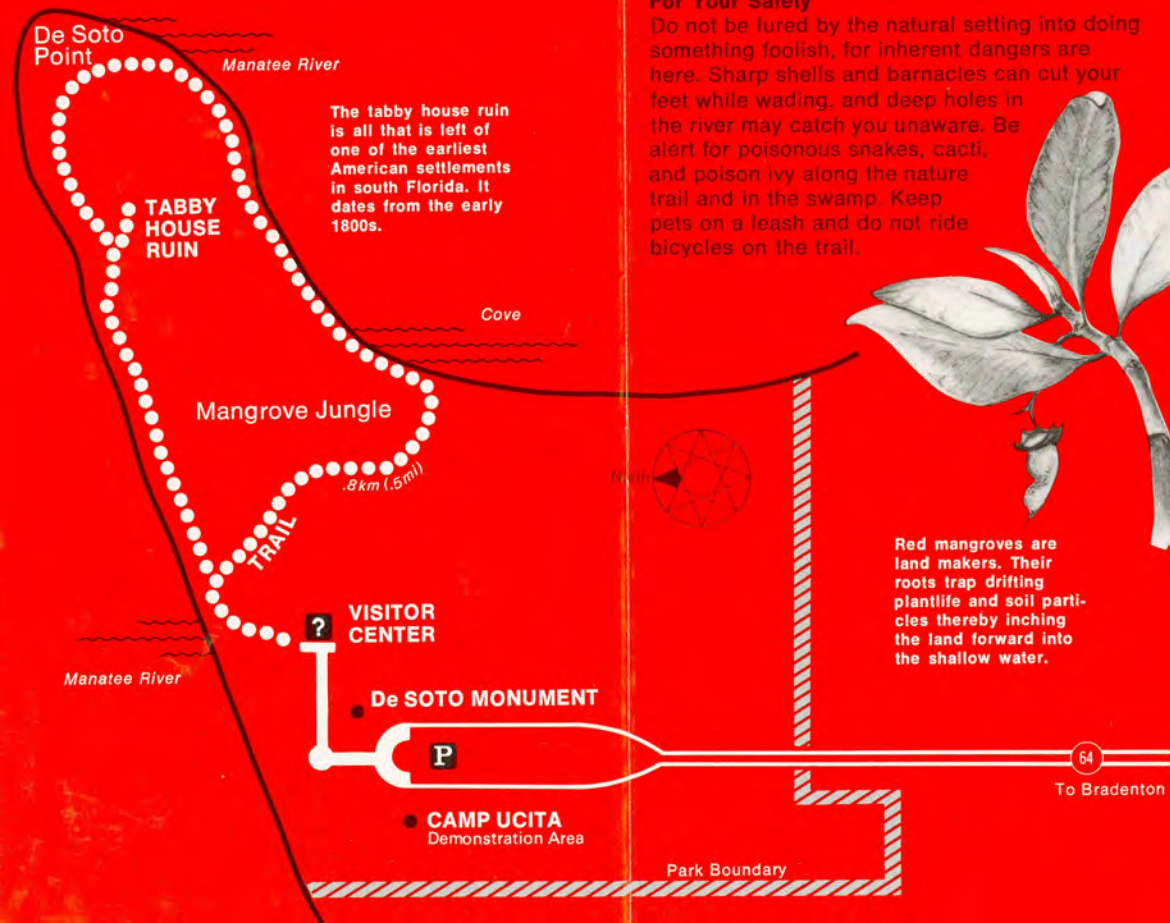 De Soto
Point
Manatee River
The tabby house ruin
is all that is left of
one of the earliest
American settlements
in south Florida. It
dates from the early
1800s.
For Your Safety
Do not be lured by the natural setting into doing
something foolish, for inherent dangers are
here. Sharp shells and barnacles can cut your
feet while wading, and deep holes in
the river may catch you unaware. Be
alert for poisonous snakes, cacti,
and poison ivy along the nature
trail and in the swamp. Keep
pets on a leash and do not ride
bicycles on the trail.
TABBY
HOUSE
RUIN
Cove
Mangrove Jungle
.8km (.5mi)
TRAIL
North
Red mangroves are
land makers. Their
roots trap drifting
plantlife and soil parti-
cles thereby inching
the land forward into
the shallow water.
?
VISITOR
CENTER
Manatee River
De SOTO MONUMENT
P
64
To Bradenton
CAMP UCITA
Demonstration Area
Park Boundary